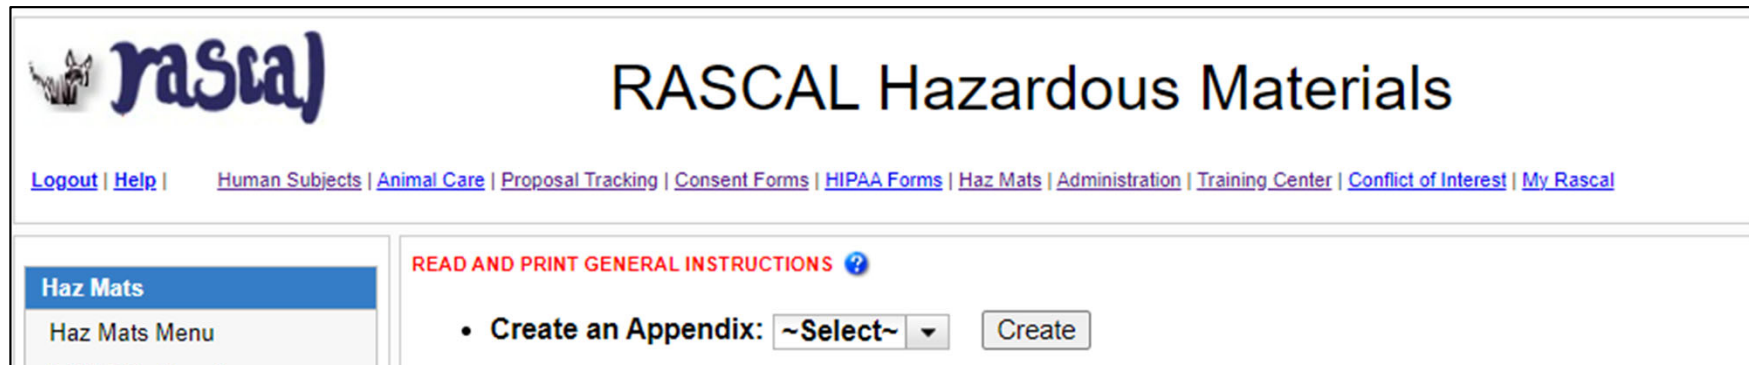 rascal
RASCAL Hazardous Materials
Logout | Help | Human Subjects | Animal Care | Proposal Tracking | Consent Forms | HIPAA Forms | Haz Mats | Administration | Training Center | Conflict of Interest | My Rascal
Haz Mats
Haz Mats Menu
READ AND PRINT GENERAL INSTRUCTIONS ?
• Create an Appendix: ~Select~ Create